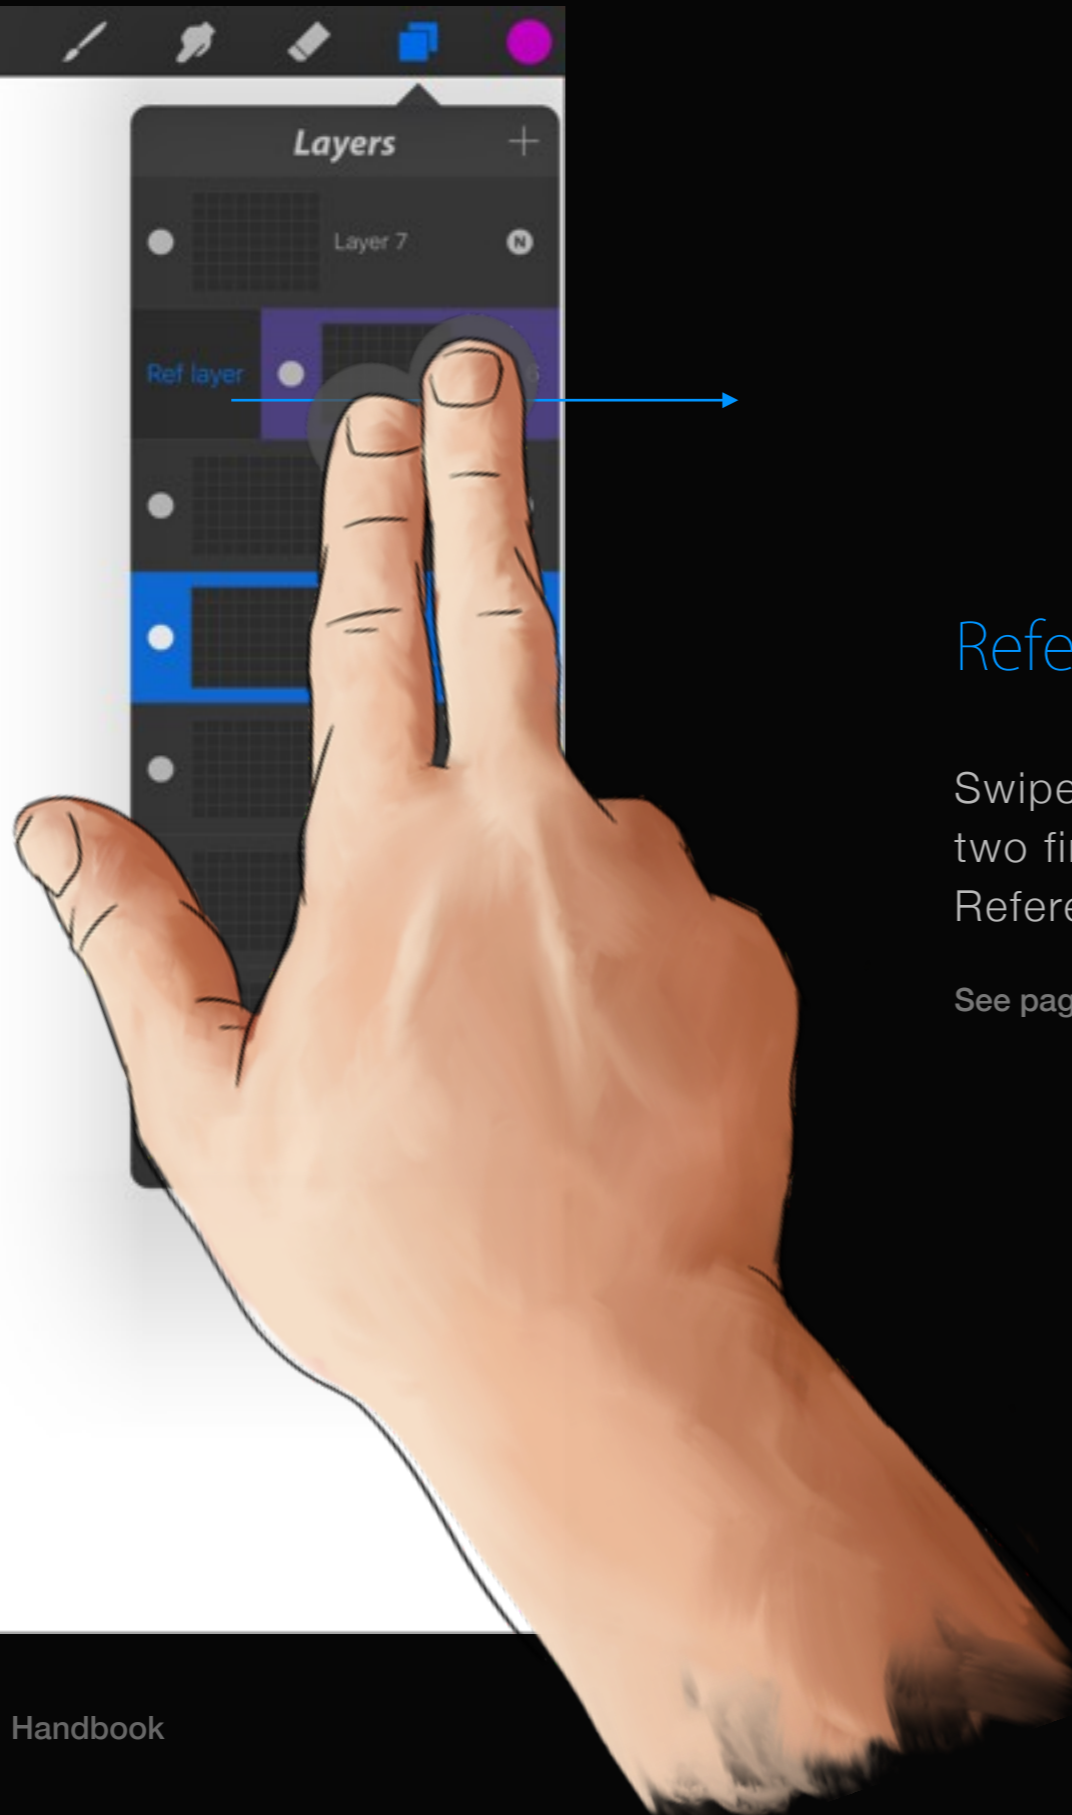 Layers
Layer 7
N
Ref layer
Refe
Swipe
two fi
Refere
See pag
Handbook